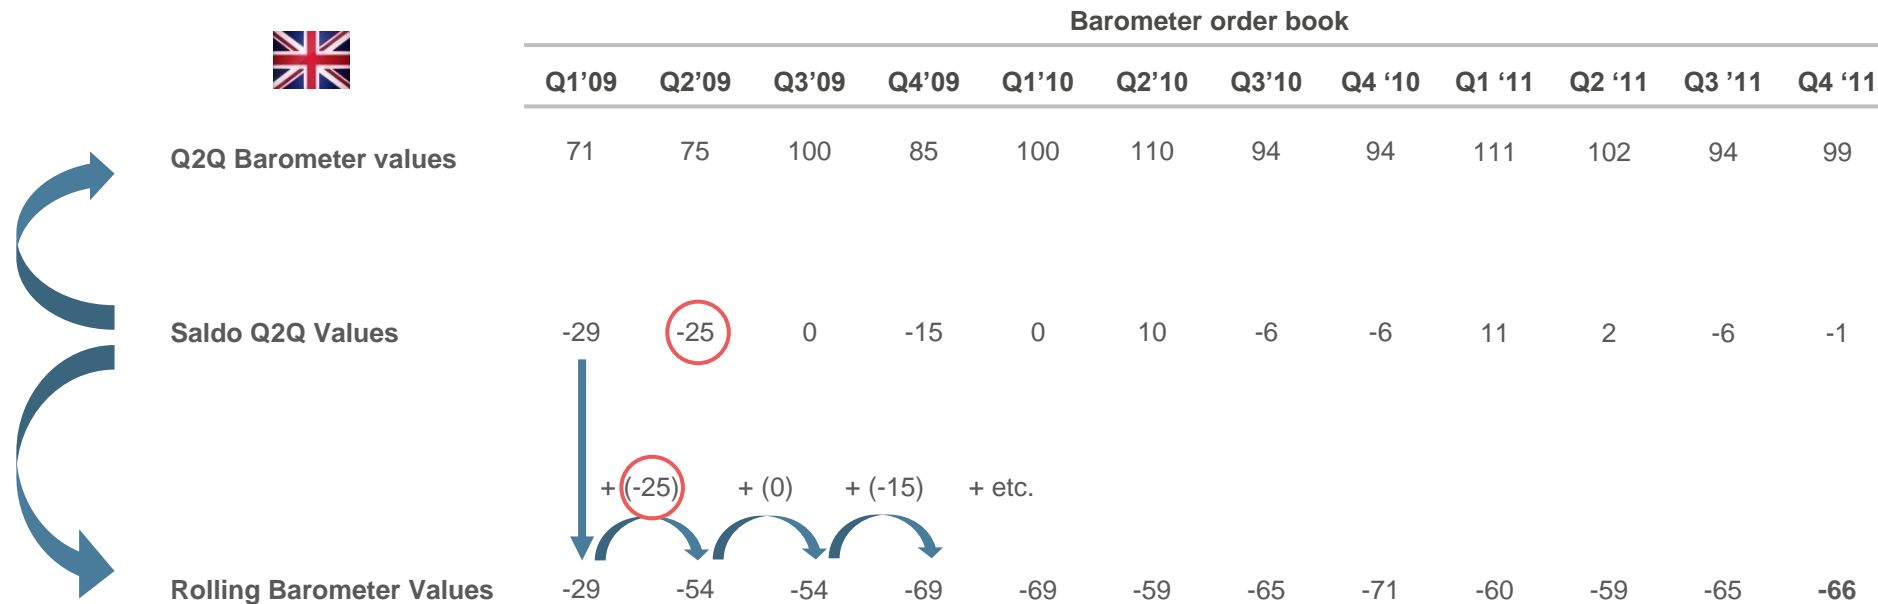 Barometer order book
Q1’09 Q2’09 Q3’09 Q4’09 Q1’10 Q2’10 Q3’10 Q4 ‘10 Q1 ‘11 Q2 ‘11 Q3 ’11 Q4 ‘11
Q2Q Barometer values 71 75 100 85 100 110 94 94 111 102 94 99
Saldo Q2Q Values -29 -25 0 -15 0 10 -6 -6 11 2 -6 -1
+ (-25) + (0) + (-15) + etc.
Rolling Barometer Values -29 -54 -54 -69 -69 -59 -65 -71 -60 -59 -65 -66